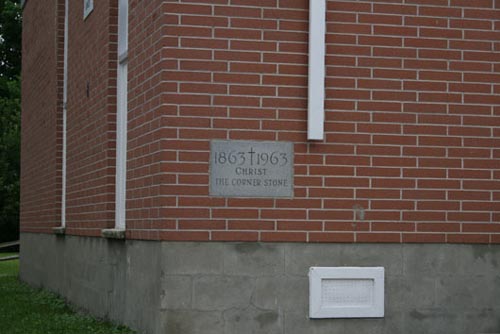 1863†1963
CHRIST
THE CORNER STONE